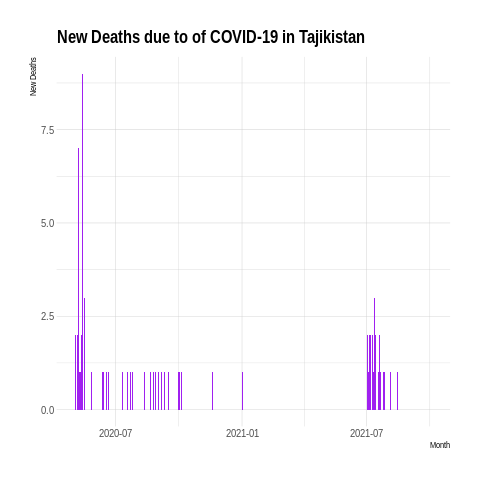 New Deaths due to of COVID-19 in Tajikistan
New Deaths
7.5
5.0
2.5
0.0
2020-07
2021-01
2021-07
Month